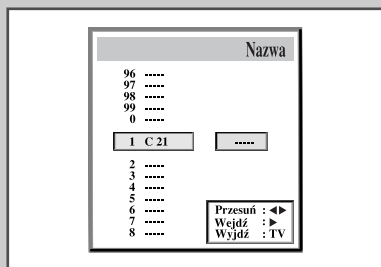 Nazwa
96 -----
97 -----
98 -----
99 -----
0 -----
1 C 21 -----
2 -----
3 -----
4 -----
5 -----
6 -----
7 -----
8 -----
Przesuń : ◀▶
Wejdź : ▶
Wyjdź : TV